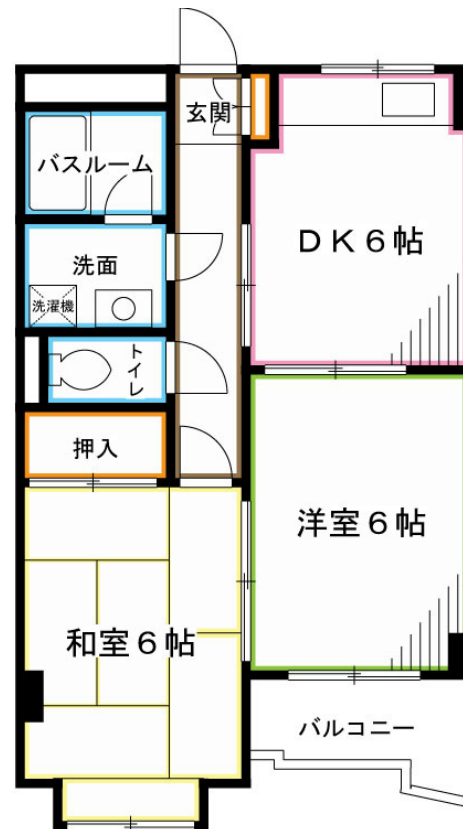 玄関
バスルーム
DK6帖
洗面
洗濯機
トイレ
押入
洋室6帖
和室6帖
バルコニー